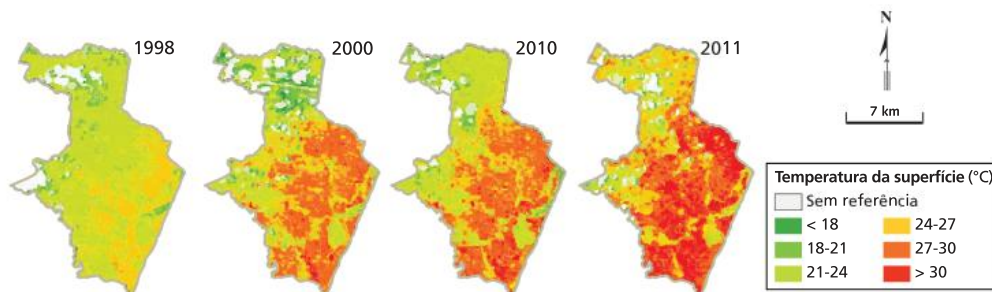 1998
2000
2010
2011
N
7 km
Temperatura da superfície (°C)
Sem referência
< 18
24-27
18-21
27-30
21-24
> 30